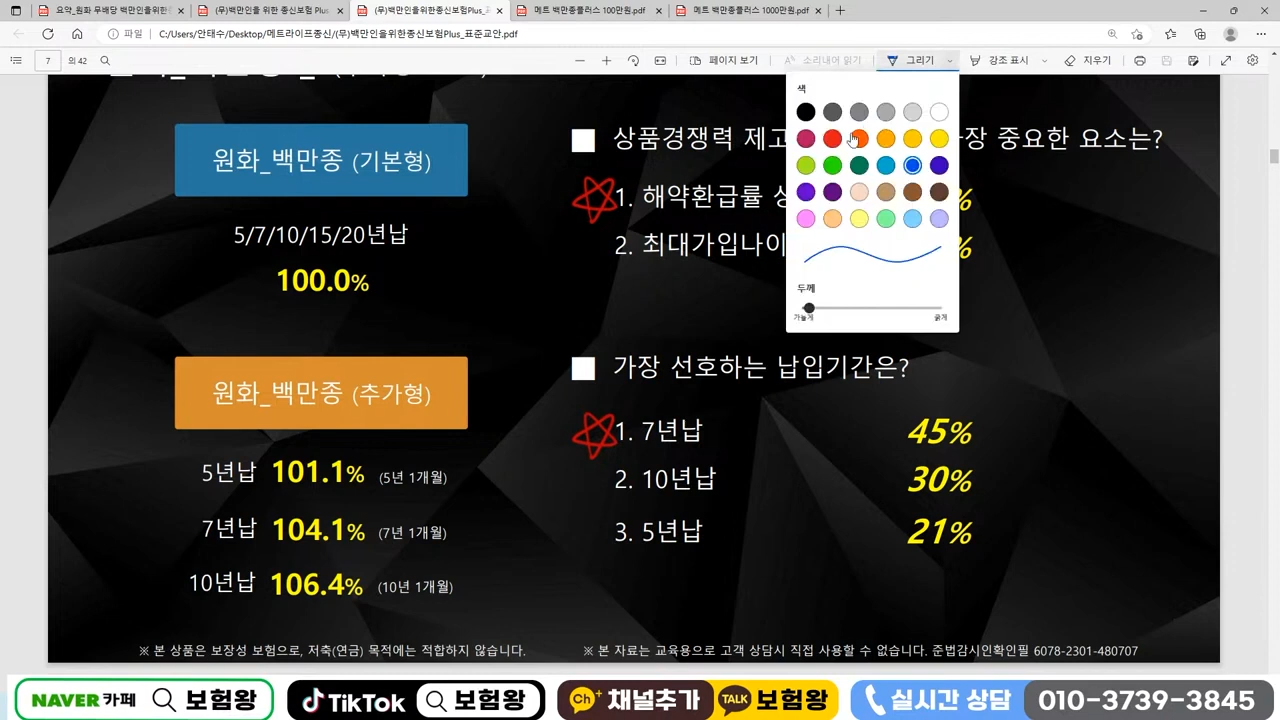 요약_원화 무배당 백만인을위한
(무)백만인을 위한 종신보험 Plus_
(무)백만인을위한종신보험Plus_표
메트 백만종플러스 100만원.pdf
메트 백만종플러스 1000만원.pdf
파일
C:/Users/안태수/Desktop/메트라이프종신/(무)백만인을위한종신보험Plus_표준교안.pdf
7 의 42
페이지 보기
소리내어 읽기
그리기
강조 표시
지우기
색
두께
가늘게
굵게
원화_백만종 (기본형)
5/7/10/15/20년납
100.0%
원화_백만종 (추가형)
5년납 101.1% (5년 1개월)
7년납 104.1% (7년 1개월)
10년납 106.4% (10년 1개월)
상품경쟁력 제고 중요한 요소는?
1. 해약환급률 %
2. 최대가입나이 %
가장 선호하는 납입기간은?
1. 7년납 45%
2. 10년납 30%
3. 5년납 21%
※ 본 상품은 보장성 보험으로, 저축(연금) 목적에는 적합하지 않습니다.
※ 본 자료는 교육용으로 고객 상담시 직접 사용할 수 없습니다. 준법감시인확인필 6078-2301-480707
NAVER 카페 보험왕
TikTok 보험왕
Ch+ 채널추가 TALK 보험왕
실시간 상담 010-3739-3845